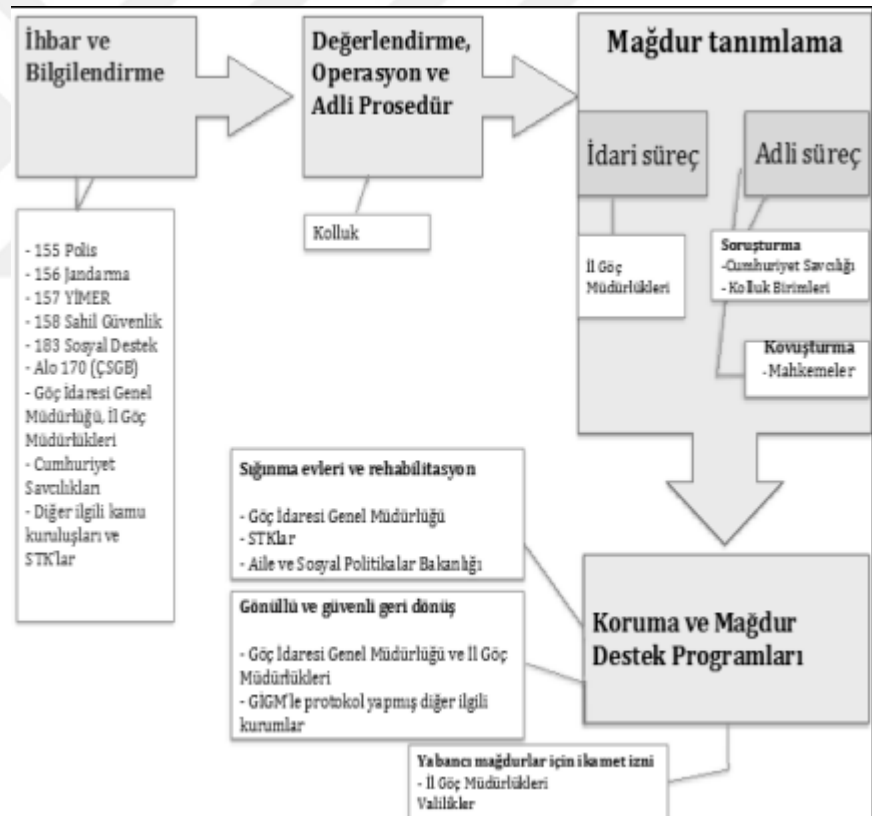 İhbar ve
Bilgilendirme
Değerlendirme,
Operasyon ve
Adli Prosedür
Mağdur tanımlama
İdari süreç
Adli süreç
- 155 Polis
- 156 Jandarma
- 157 YİMER
- 158 Sahil Güvenlik
- 183 Sosyal Destek
- Alo 170 (ÇSGB)
- Göç İdaresi Genel
Müdürlüğü, İl Göç
Müdürlükleri
- Cumhuriyet
Savcılıkları
- Diğer ilgili kamu
kuruluşları ve
STK'lar
Kolluk
İl Göç
Müdürlükleri
Soruşturma
-Cumhuriyet Savcılığı
- Kolluk Birimleri
Kovuşturma
-Mahkemeler
Sığınma evleri ve rehabilitasyon
- Göç İdaresi Genel Müdürlüğü
- STKlar
- Aile ve Sosyal Politikalar Bakanlığı
Gönüllü ve güvenli geri dönüş
- Göç İdaresi Genel Müdürlüğü ve İl Göç
Müdürlükleri
- GİGM'le protokol yapmış diğer ilgili
kurumlar
Koruma ve Mağdur
Destek Programları
Yabancı mağdurlar için ikamet izni
- İl Göç Müdürlükleri
Valilikler